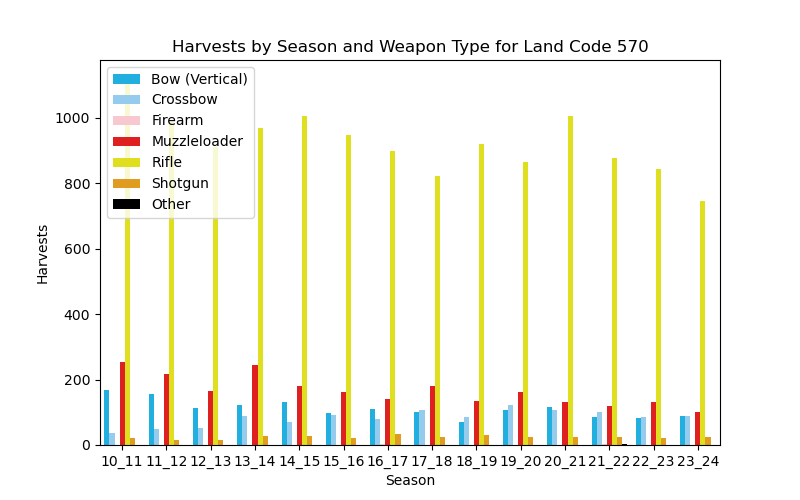 Harvests by Season and Weapon Type for Land Code 570
Harvests
1000
800
600
400
200
0
Bow (Vertical)
Crossbow
Firearm
Muzzleloader
Rifle
Shotgun
Other
10_11 11_12 12_13 13_14 14_15 15_16 16_17 17_18 18_19 19_20 20_21 21_22 22_23 23_24
Season